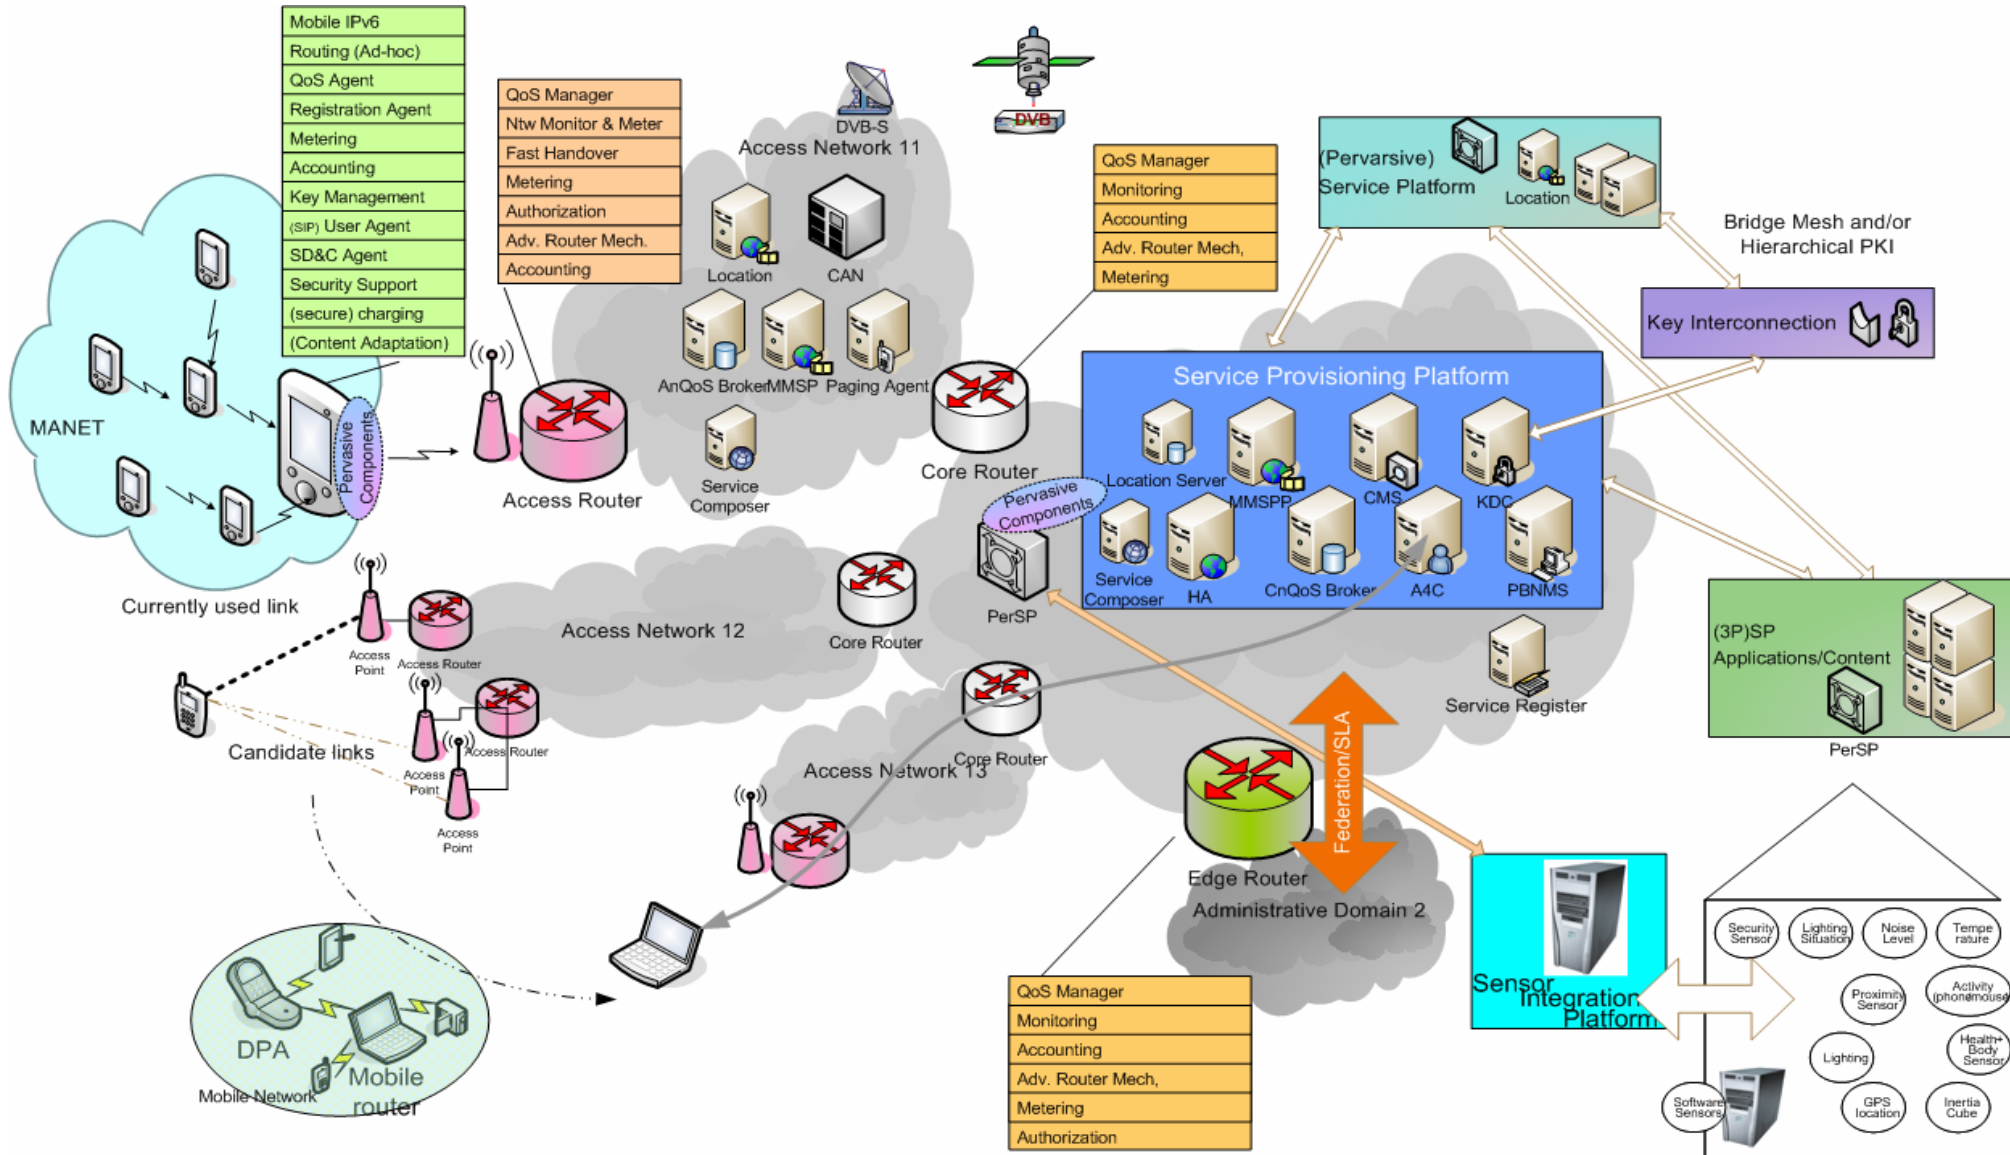 Mobile IPv6
Routing (Ad-hoc)
QoS Agent
Registration Agent
Metering
Accounting
Key Management
(SIP) User Agent
SD&C Agent
Security Support
(secure) charging
(Content Adaptation)
QoS Manager
Ntw Monitor & Meter
Fast Handover
Metering
Authorization
Adv. Router Mech.
Accounting
DVB-S
Access Network 11
Location
CAN
AnQoS Broker
MMSP
Paging Agent
Service
Composer
DVB
QoS Manager
Monitoring
Accounting
Adv. Router Mech,
Metering
(Pervarsive)
Service Platform
Location
Bridge Mesh and/or
Hierarchical PKI
Key Interconnection
MANET
Pervasive
Components
Access Router
Core Router
Service Provisioning Platform
Location Server
MMSPP
CMS
KDC
Service
Composer
HA
CnQoS Broker
A4C
PBNMS
Pervasive
Components
PerSP
Service Register
(3P)SP
Applications/Content
PerSP
Currently used link
Access
Point
Access Router
Access Network 12
Core Router
Candidate links
Access
Point
Access Router
Access
Point
Access Network 13
Core Router
Federation/SLA
Edge Router
Administrative Domain 2
QoS Manager
Monitoring
Accounting
Adv. Router Mech,
Metering
Authorization
DPA
Mobile
router
Mobile Network
Sensor
Integration
Platform
Security
Sensor
Lighting
Situation
Noise
Level
Tempe
rature
Proximity
Sensor
Activity
(phone/mouse)
Lighting
Health+
Body
Sensor
Software
Sensors
GPS
location
Inertia
Cube